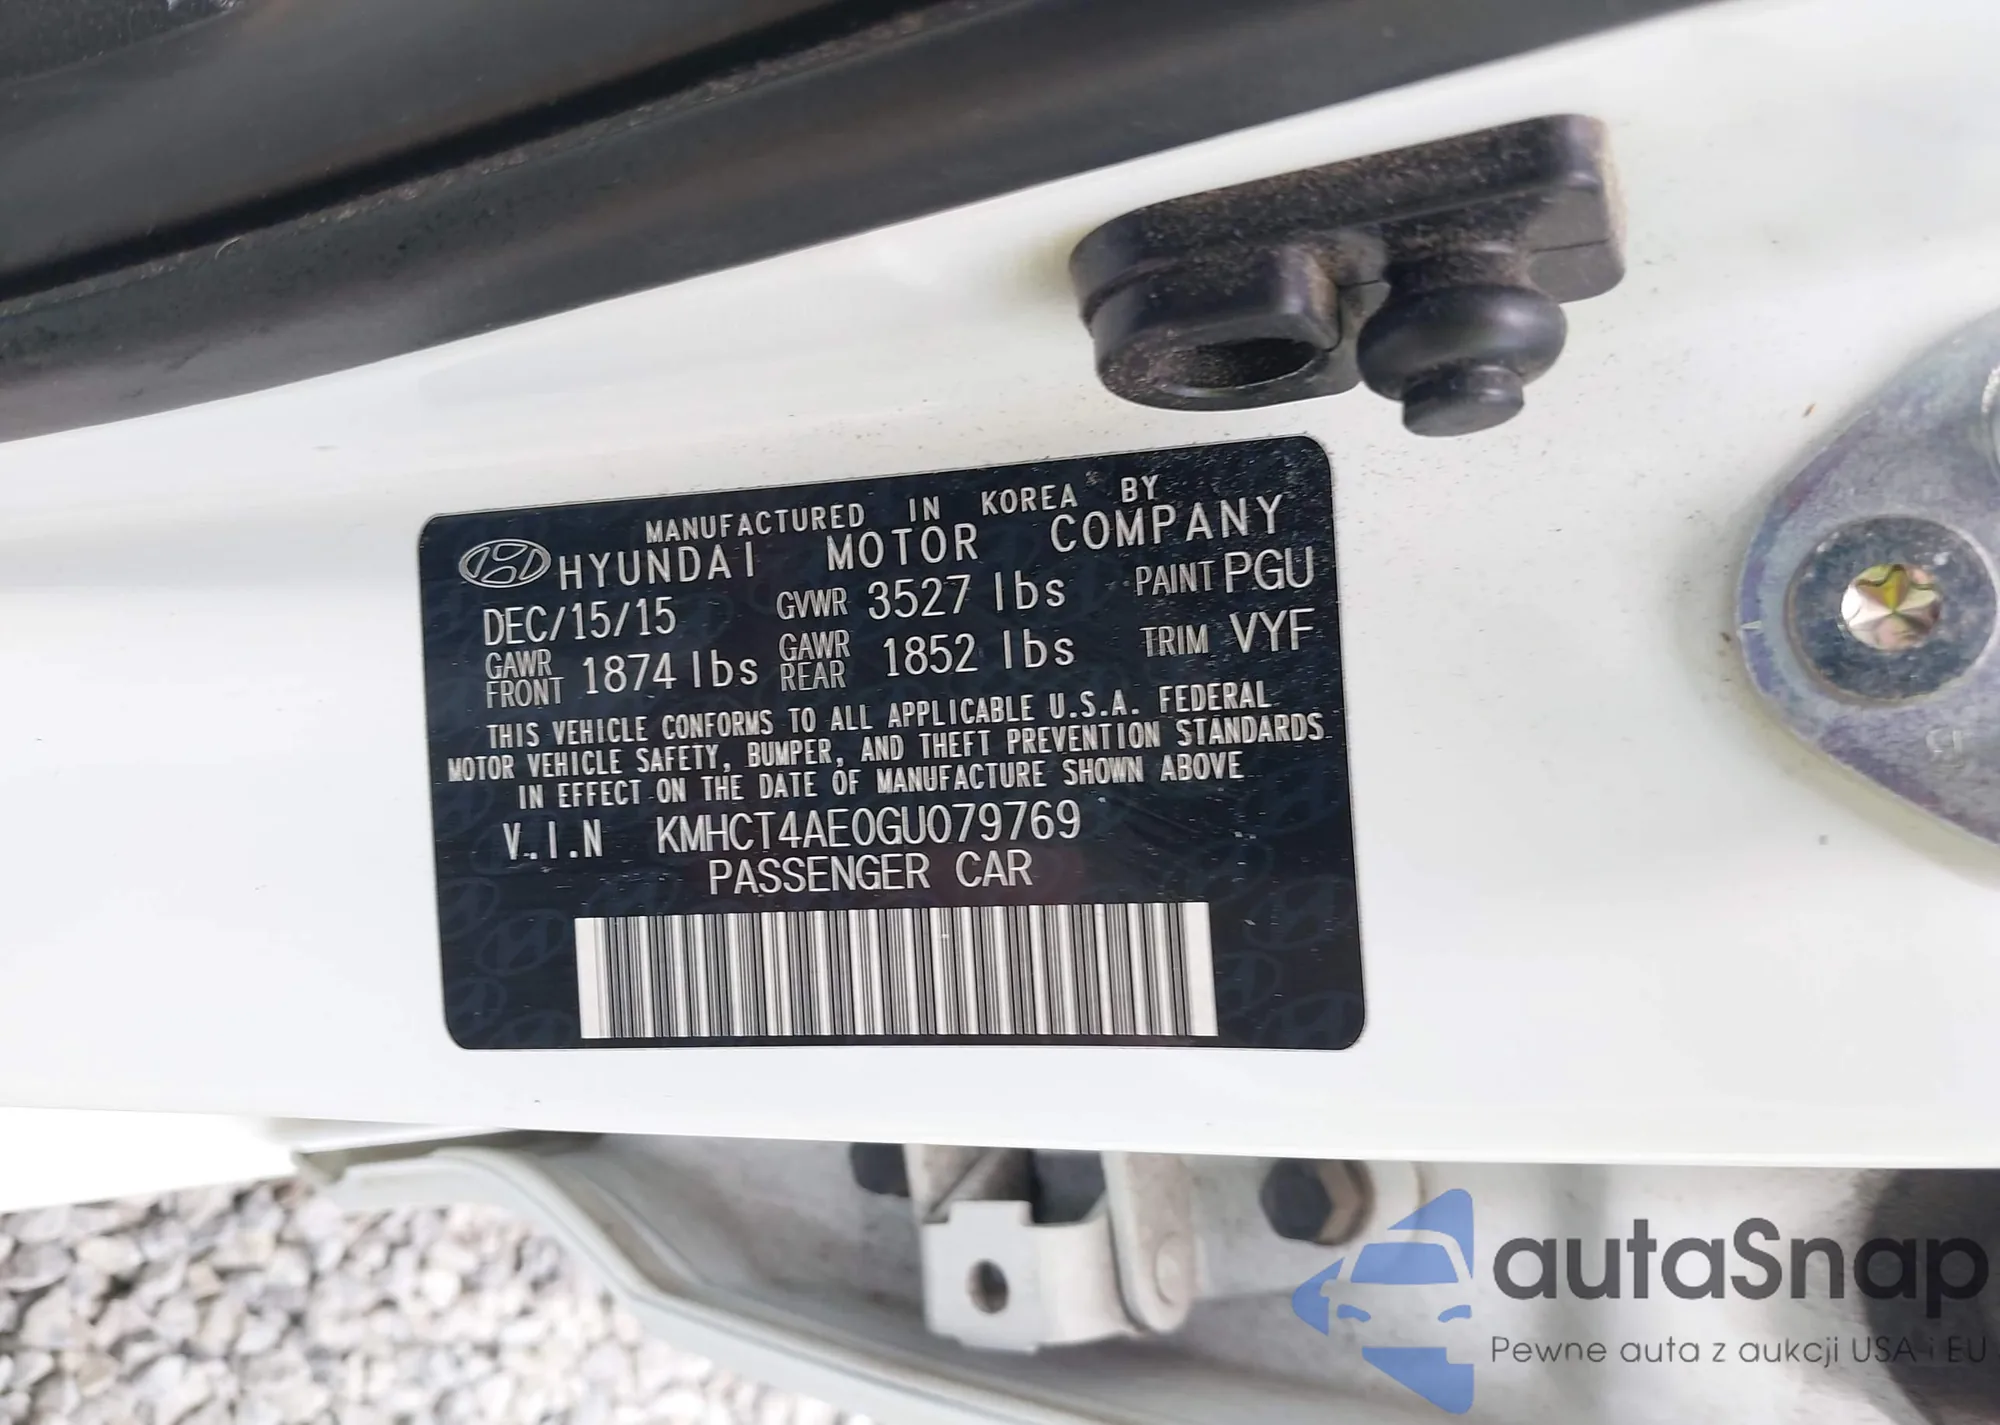 MANUFACTURED IN KOREA BY
HYUNDAI MOTOR COMPANY
DEC/15/15 GVWR 3527 lbs PAINT PGU
GAWR FRONT 1874 lbs GAWR REAR 1852 lbs TRIM VYF
THIS VEHICLE CONFORMS TO ALL APPLICABLE U.S.A. FEDERAL
MOTOR VEHICLE SAFETY, BUMPER, AND THEFT PREVENTION STANDARDS
IN EFFECT ON THE DATE OF MANUFACTURE SHOWN ABOVE
V.I.N KMHCT4AE0GU079769
PASSENGER CAR
autaSnap
Pewne auta z aukcji USA i EU